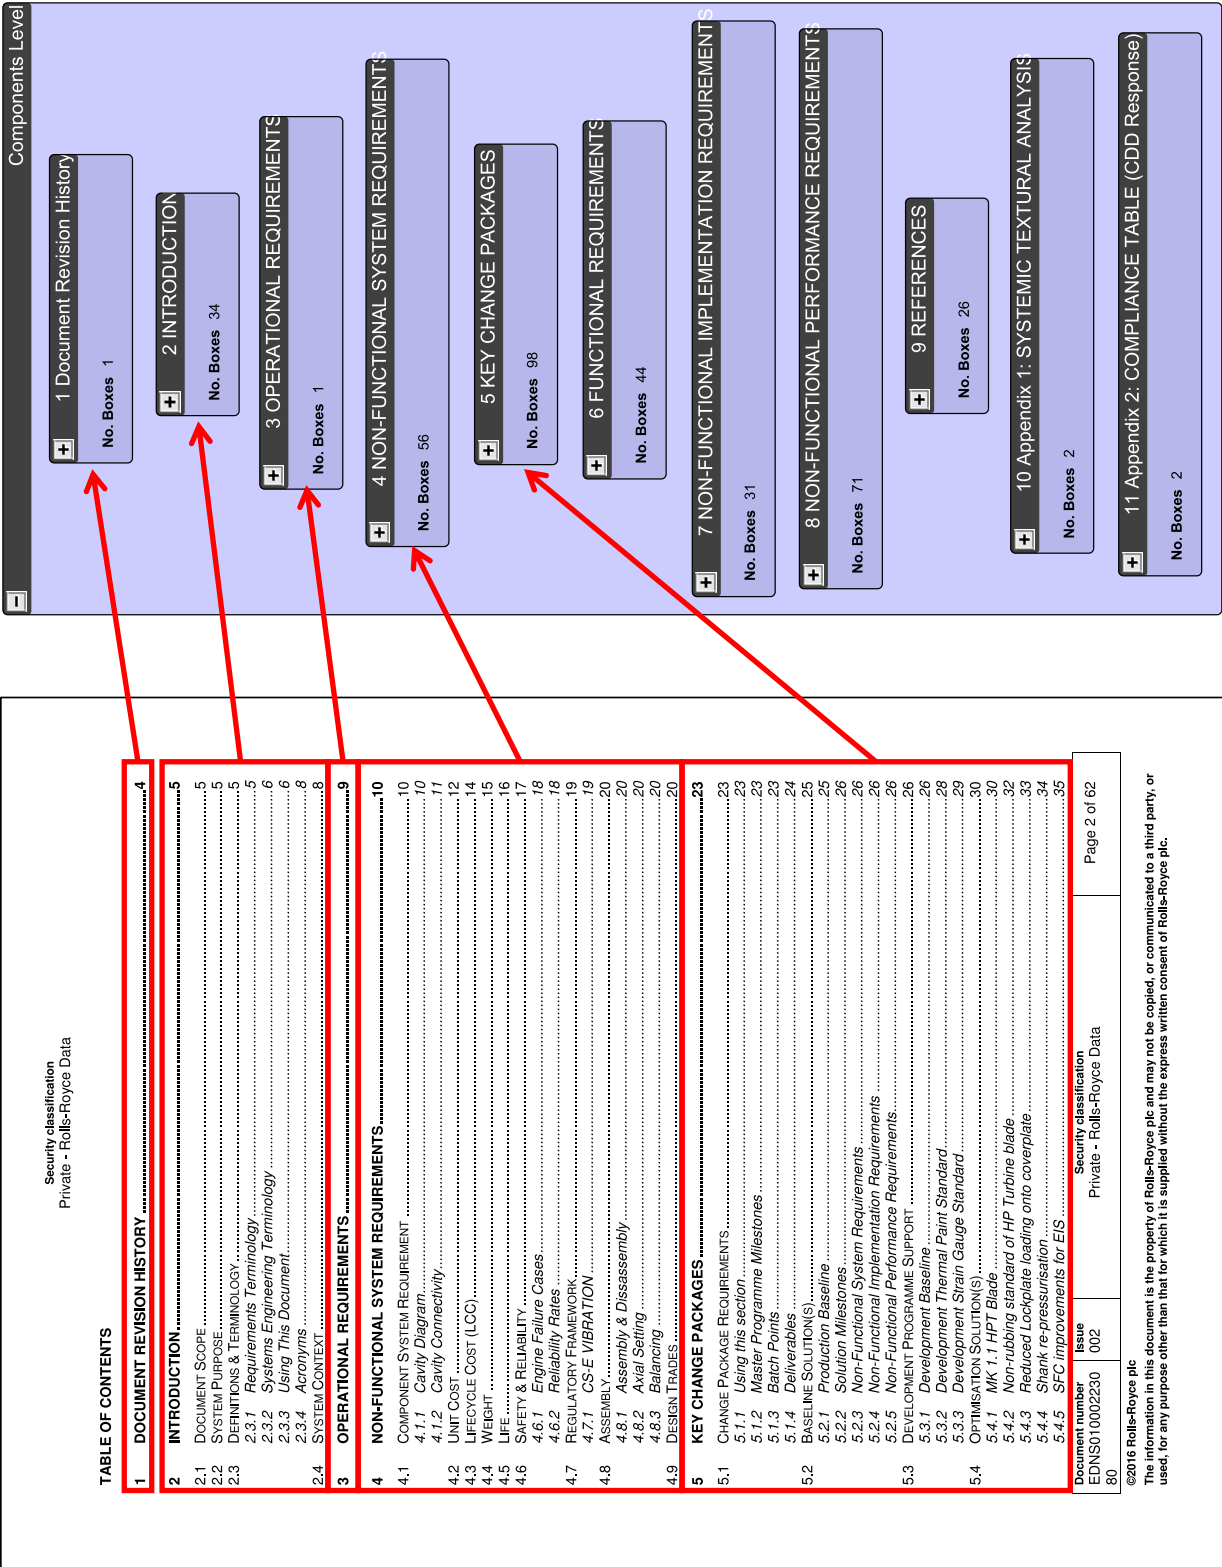 Security classification
Private - Rolls-Royce Data
TABLE OF CONTENTS
1 DOCUMENT REVISION HISTORY ........ 4
2 INTRODUCTION ........ 5
2.1 DOCUMENT SCOPE ........ 5
2.2 SYSTEM PURPOSE ........ 5
2.3 DEFINITIONS & TERMINOLOGY ........ 5
2.3.1 Requirements Terminology ........ 5
2.3.2 Systems Engineering Terminology ........ 6
2.3.3 Using This Document ........ 6
2.3.4 Acronyms ........ 8
2.4 SYSTEM CONTEXT ........ 8
3 OPERATIONAL REQUIREMENTS ........ 9
4 NON-FUNCTIONAL SYSTEM REQUIREMENTS ........ 10
4.1 COMPONENT SYSTEM REQUIREMENT ........ 10
4.1.1 Cavity Diagram ........ 10
4.1.2 Cavity Connectivity ........ 11
4.2 UNIT COST ........ 12
4.3 LIFECYCLE COST (LCC) ........ 14
4.4 WEIGHT ........ 15
4.5 LIFE ........ 16
4.6 SAFETY & RELIABILITY ........ 17
4.6.1 Engine Failure Cases ........ 18
4.6.2 Reliability Rates ........ 18
4.7 REGULATORY FRAMEWORK ........ 19
4.7.1 CS-E VIBRATION ........ 19
4.8 ASSEMBLY ........ 20
4.8.1 Assembly & Disassembly ........ 20
4.8.2 Axial Setting ........ 20
4.8.3 Balancing ........ 20
4.9 DESIGN TRADES ........ 20
5 KEY CHANGE PACKAGES ........ 23
5.1 CHANGE PACKAGE REQUIREMENTS ........ 23
5.1.1 Using this section ........ 23
5.1.2 Master Programme Milestones ........ 23
5.1.3 Batch Points ........ 23
5.1.4 Deliverables ........ 24
5.2 BASELINE SOLUTION(S) ........ 25
5.2.1 Production Baseline ........ 25
5.2.2 Solution Milestones ........ 26
5.2.3 Non-Functional System Requirements ........ 26
5.2.4 Non-Functional Implementation Requirements ........ 26
5.2.5 Non-Functional Performance Requirements ........ 26
5.3 DEVELOPMENT PROGRAMME SUPPORT ........ 26
5.3.1 Development Baseline ........ 26
5.3.2 Development Thermal Paint Standard ........ 28
5.3.3 Development Strain Gauge Standard ........ 29
5.4 OPTIMISATION SOLUTION(S) ........ 30
5.4.1 MK 1.1 HPT Blade ........ 30
5.4.2 Non-rubbing standard of HP Turbine blade ........ 32
5.4.3 Reduced Lockplate loading onto coverplate ........ 33
5.4.4 Shank re-pressurisation ........ 34
5.4.5 SFC improvements for EIS ........ 35
Document number Issue Security classification
EDNS010002230 002 Private - Rolls-Royce Data Page 2 of 62
80
©2016 Rolls-Royce plc
The information in this document is the property of Rolls-Royce plc and may not be copied, or communicated to a third party, or
used, for any purpose other than that for which it is supplied without the express written consent of Rolls-Royce plc.
Components Level
1 Document Revision History
No. Boxes 1
2 INTRODUCTION
No. Boxes 34
3 OPERATIONAL REQUIREMENTS
No. Boxes 1
4 NON-FUNCTIONAL SYSTEM REQUIREMENTS
No. Boxes 56
5 KEY CHANGE PACKAGES
No. Boxes 98
6 FUNCTIONAL REQUIREMENTS
No. Boxes 44
7 NON-FUNCTIONAL IMPLEMENTATION REQUIREMENTS
No. Boxes 31
8 NON-FUNCTIONAL PERFORMANCE REQUIREMENTS
No. Boxes 71
9 REFERENCES
No. Boxes 26
10 Appendix 1: SYSTEMIC TEXTURAL ANALYSIS
No. Boxes 2
11 Appendix 2: COMPLIANCE TABLE (CDD Response)
No. Boxes 2